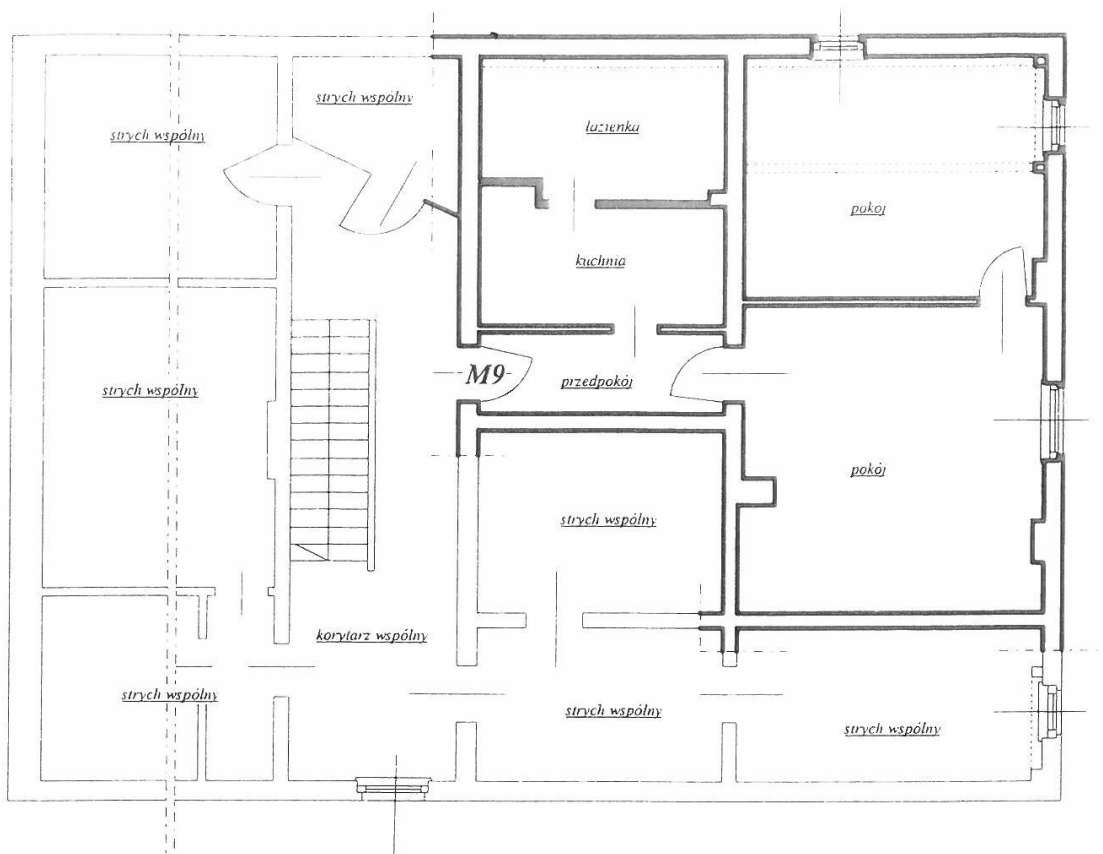 strych wspólny
strych wspólny
łazienka
pokój
kuchnia
M9
przedpokój
strych wspólny
pokój
strych wspólny
korytarz wspólny
strych wspólny
strych wspólny
strych wspólny